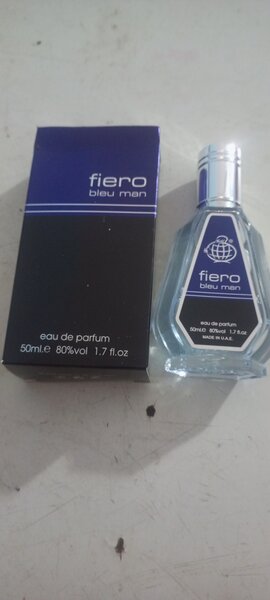 fiero
bleu man
eau de parfum
50ml.e 80%vol 1.7 fl.oz
fiero
bleu man
eau de parfum
50ml.e 80%vol 1.7 fl.oz
MADE IN U.A.E.